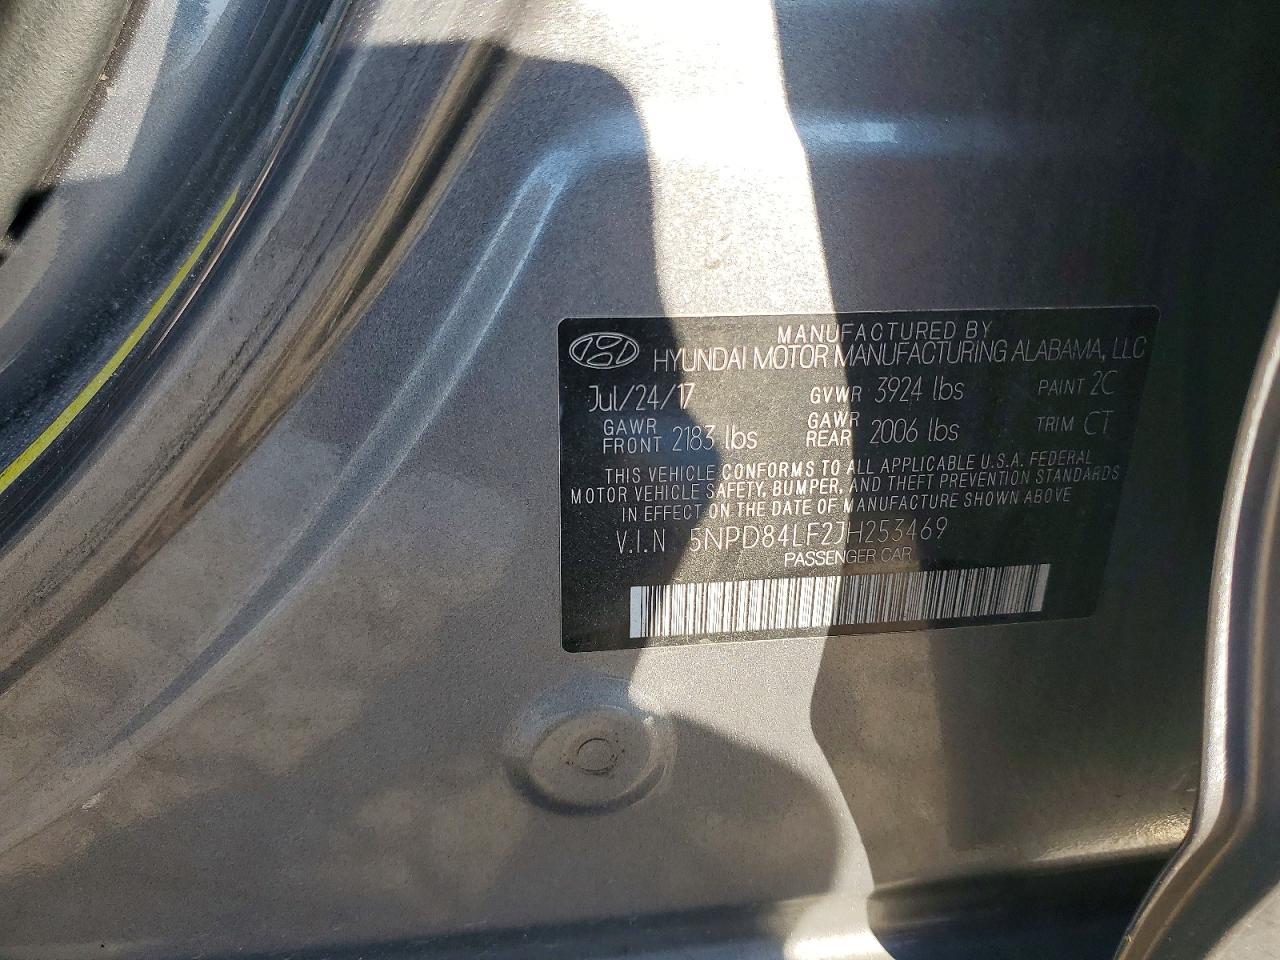 MANUFACTURED BY
HYUNDAI MOTOR MANUFACTURING ALABAMA, LLC
Jul/24/17 GVWR 3924 lbs PAINT 2C
GAWR FRONT 2183 lbs GAWR REAR 2006 lbs TRIM CT
THIS VEHICLE CONFORMS TO ALL APPLICABLE U.S.A. FEDERAL
MOTOR VEHICLE SAFETY, BUMPER, AND THEFT PREVENTION STANDARDS
IN EFFECT ON THE DATE OF MANUFACTURE SHOWN ABOVE
V.I.N 5NPD84LF2JH253469
PASSENGER CAR